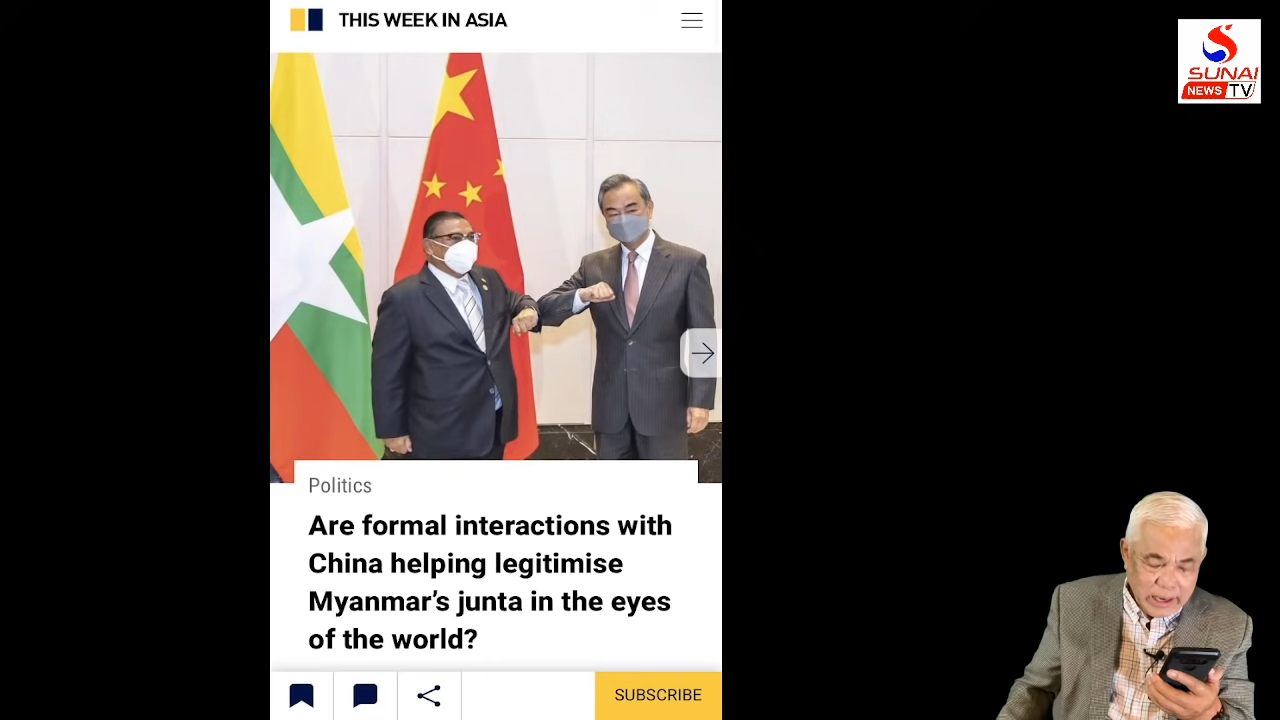 THIS WEEK IN ASIA
SUNAI
NEWS TV
Politics
Are formal interactions with
China helping legitimise
Myanmar's junta in the eyes
of the world?
SUBSCRIBE